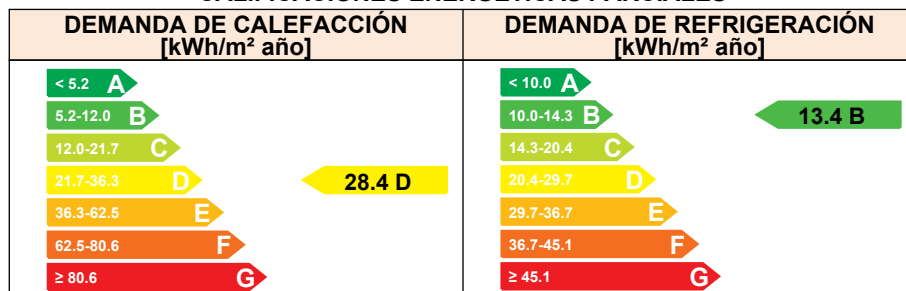 CALIFICACIONES ENERGÉTICAS PARCIALES
DEMANDA DE CALEFACCIÓN
[kWh/m² año]
DEMANDA DE REFRIGERACIÓN
[kWh/m² año]
< 5.2 A
5.2-12.0 B
12.0-21.7 C
21.7-36.3 D
28.4 D
36.3-62.5 E
62.5-80.6 F
≥ 80.6 G
< 10.0 A
10.0-14.3 B
13.4 B
14.3-20.4 C
20.4-29.7 D
29.7-36.7 E
36.7-45.1 F
≥ 45.1 G